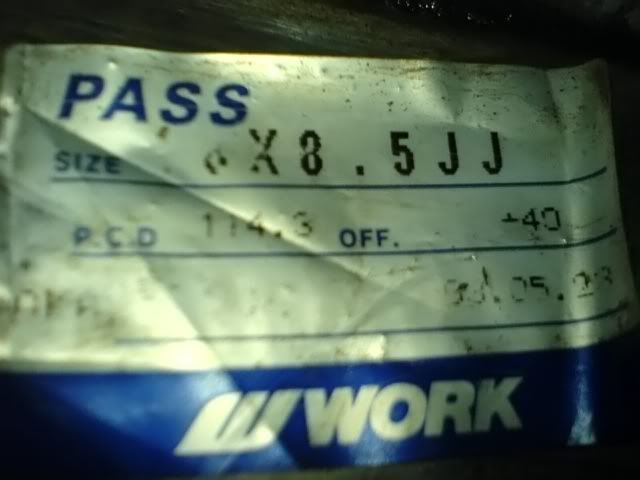 PASS
SIZE X8.5JJ
P.C.D 114.3 OFF. +40
WORK